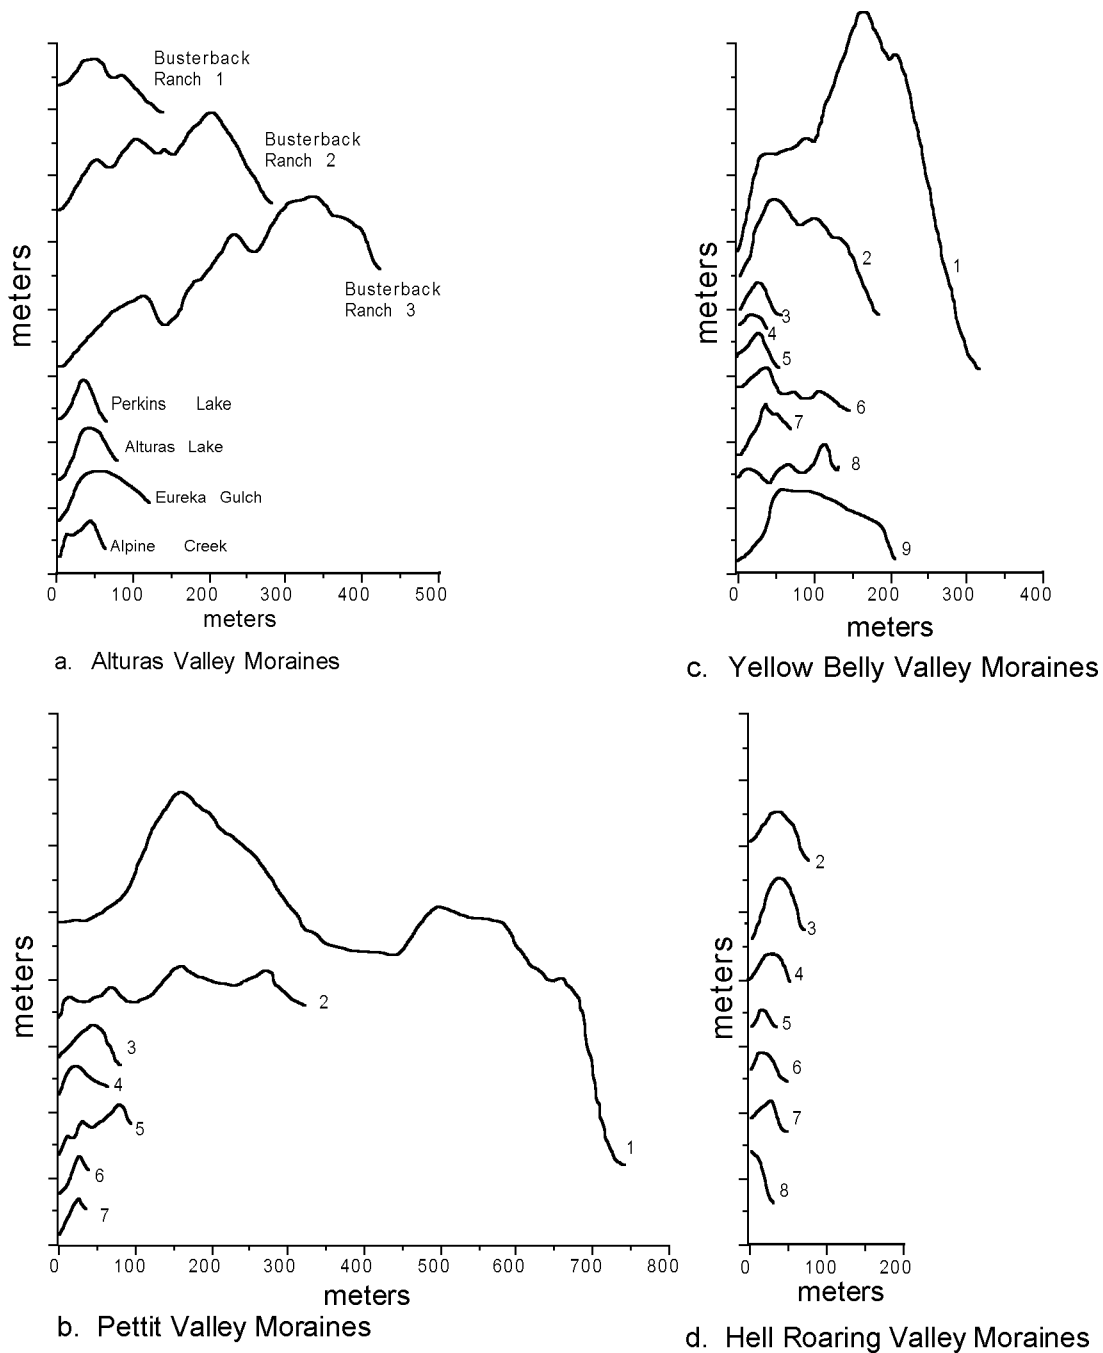 Busterback
Ranch 1
Busterback
Ranch 2
Busterback
Ranch 3
Perkins Lake
Alturas Lake
Eureka Gulch
Alpine Creek
meters
0 100 200 300 400 500
meters
a. Alturas Valley Moraines
1
2
3
4
5
6
7
8
9
meters
0 100 200 300 400
meters
c. Yellow Belly Valley Moraines
1
2
3
4
5
6
7
meters
0 100 200 300 400 500 600 700 800
meters
b. Pettit Valley Moraines
2
3
4
5
6
7
8
meters
0 100 200
meters
d. Hell Roaring Valley Moraines